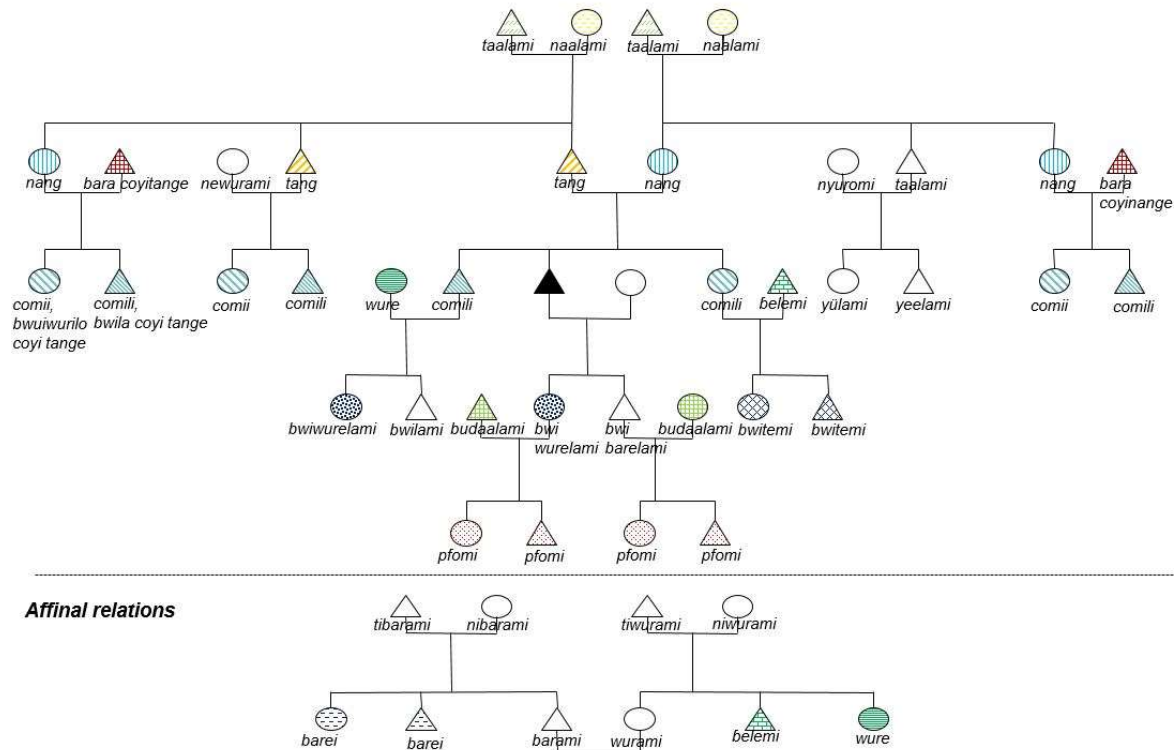 taalami naalami taalami naalami
nang bara coyitange newurami tang tang nang nyuromi taalami nang bara
coyinange
comii, comili, comii comili wure comili comili ɓelemi yülami yeelami comii comili
bwuiwurilo bwila coyi tange
coyi tange
bwiwurelami bwilami budaalami bwi bwi budaalami bwitemi bwitemi
wurelami barelami
pfomi pfomi pfomi pfomi
Affinal relations
tibarami nibarami tiwurami niwurami
barei barei barami wurami ɓelemi wure